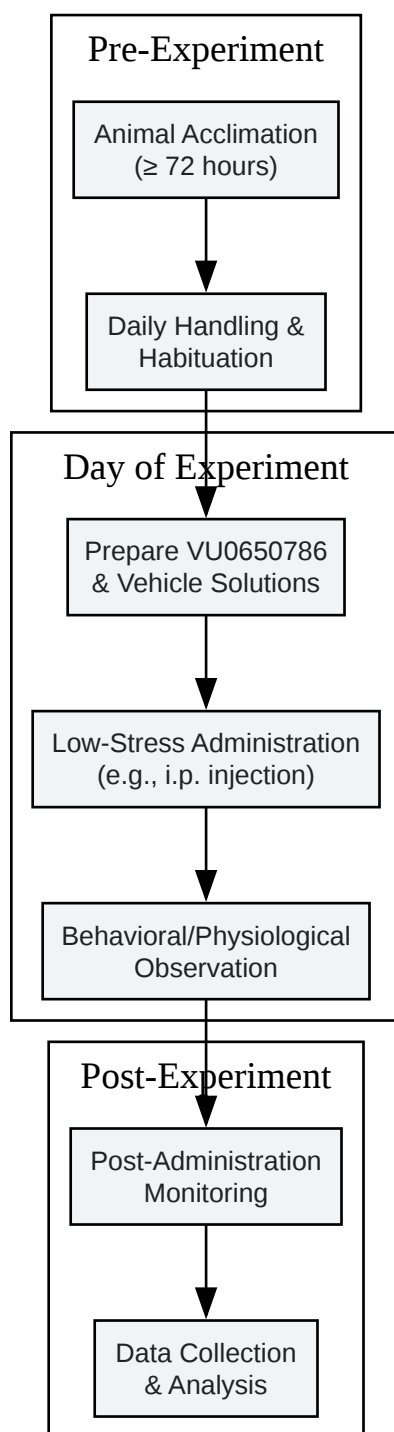 Pre-Experiment
Animal Acclimation
(≥ 72 hours)
Daily Handling &
Habituation
Day of Experiment
Prepare VU0650786
& Vehicle Solutions
Low-Stress Administration
(e.g., i.p. injection)
Behavioral/Physiological
Observation
Post-Experiment
Post-Administration
Monitoring
Data Collection
& Analysis